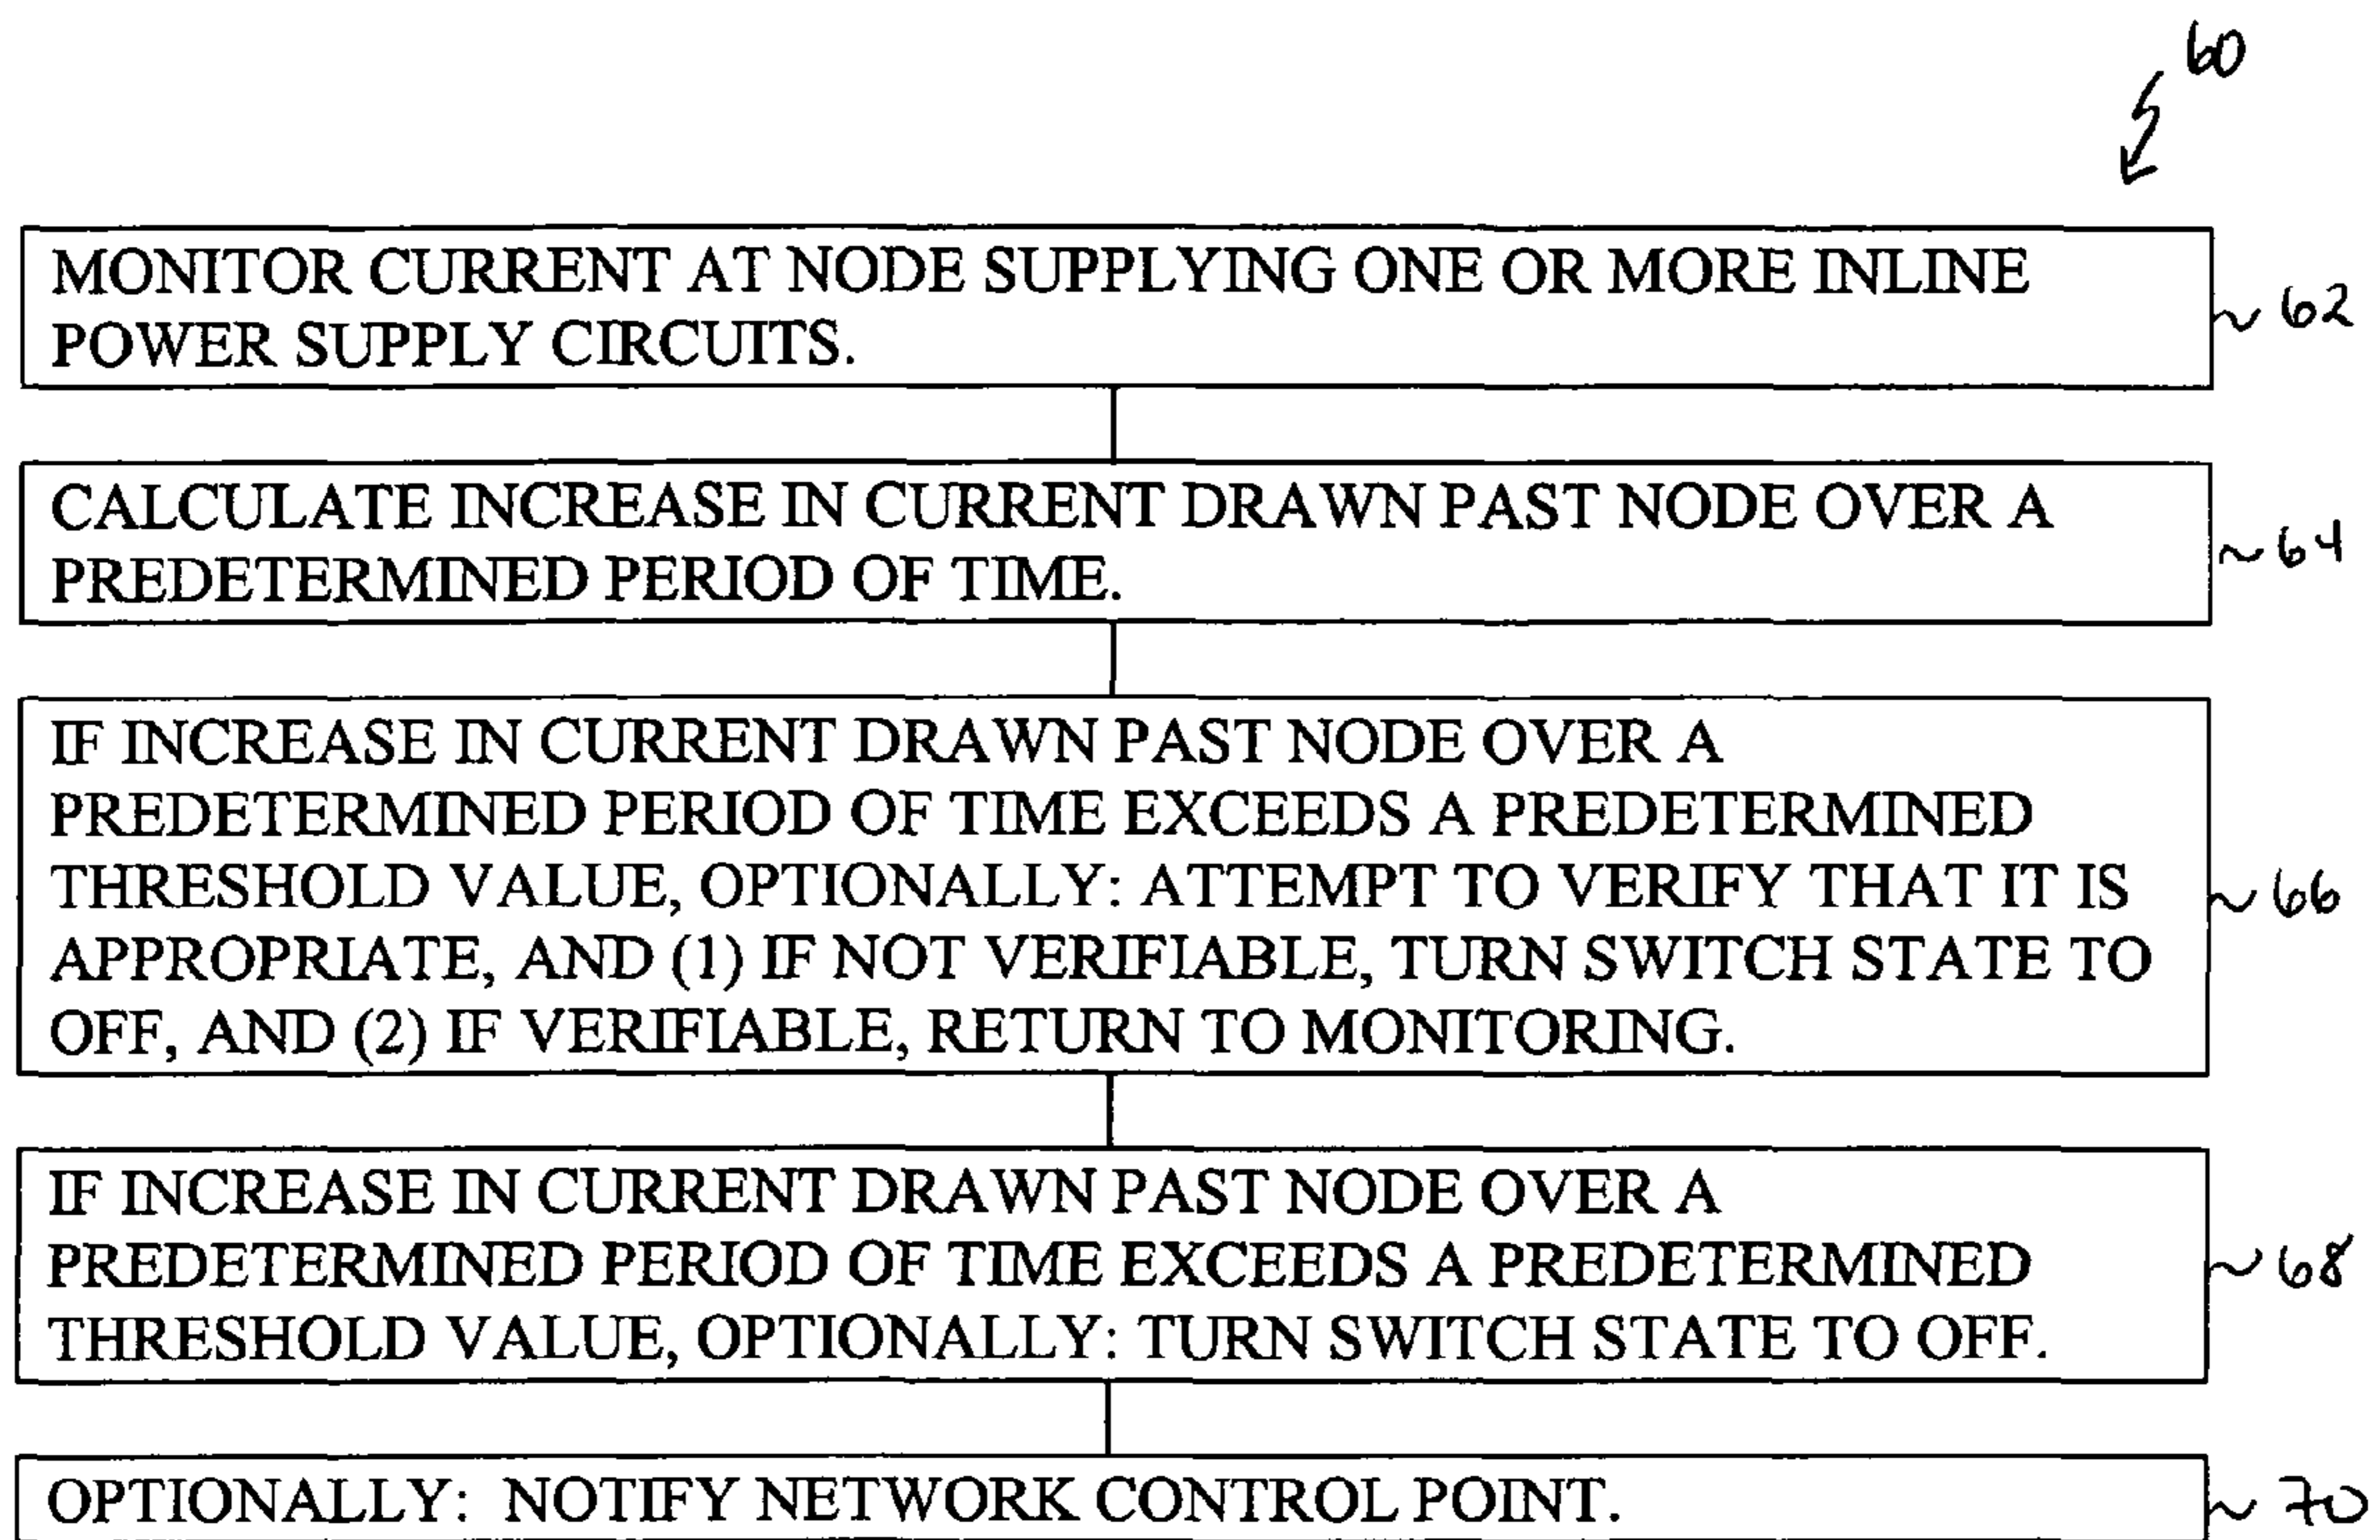 60
MONITOR CURRENT AT NODE SUPPLYING ONE OR MORE INLINE
POWER SUPPLY CIRCUITS.
62
CALCULATE INCREASE IN CURRENT DRAWN PAST NODE OVER A
PREDETERMINED PERIOD OF TIME.
64
IF INCREASE IN CURRENT DRAWN PAST NODE OVER A
PREDETERMINED PERIOD OF TIME EXCEEDS A PREDETERMINED
THRESHOLD VALUE, OPTIONALLY: ATTEMPT TO VERIFY THAT IT IS
APPROPRIATE, AND (1) IF NOT VERIFIABLE, TURN SWITCH STATE TO
OFF, AND (2) IF VERIFIABLE, RETURN TO MONITORING.
66
IF INCREASE IN CURRENT DRAWN PAST NODE OVER A
PREDETERMINED PERIOD OF TIME EXCEEDS A PREDETERMINED
THRESHOLD VALUE, OPTIONALLY: TURN SWITCH STATE TO OFF.
68
OPTIONALLY: NOTIFY NETWORK CONTROL POINT.
70